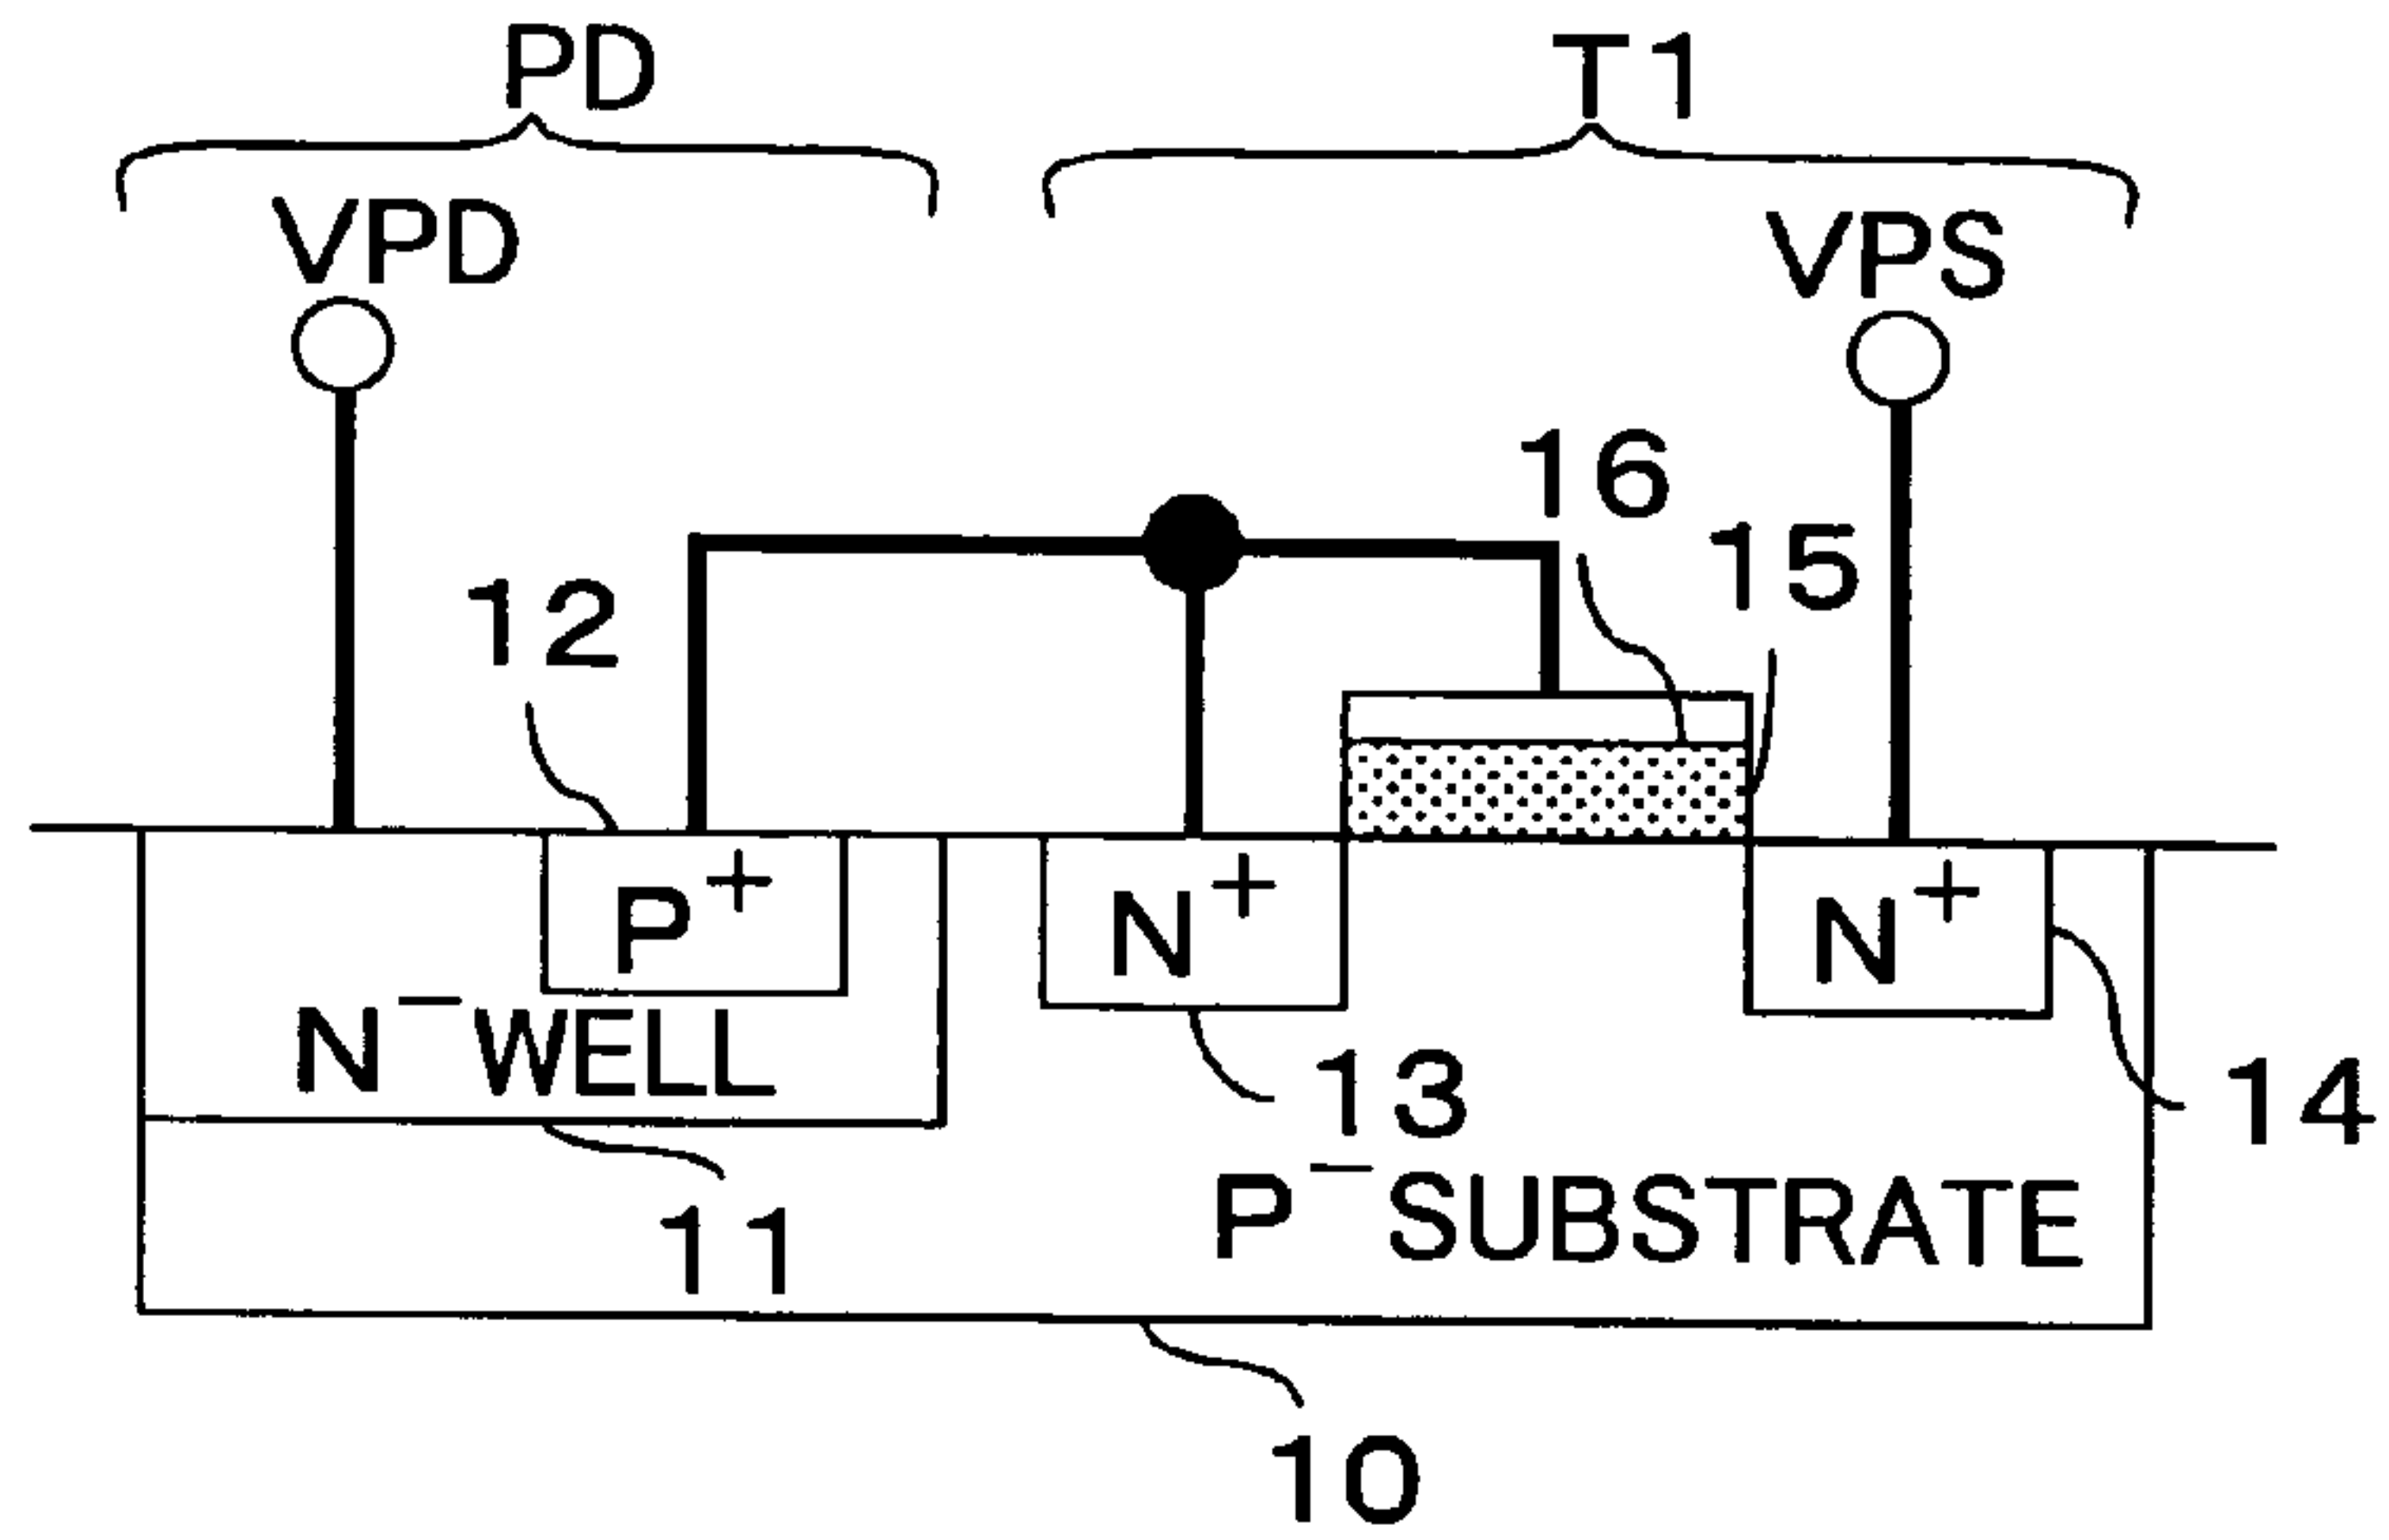 PD T1
VPD VPS
16
15
12
P+ N+ N+
N-WELL
13
14
P-SUBSTRATE
11
10